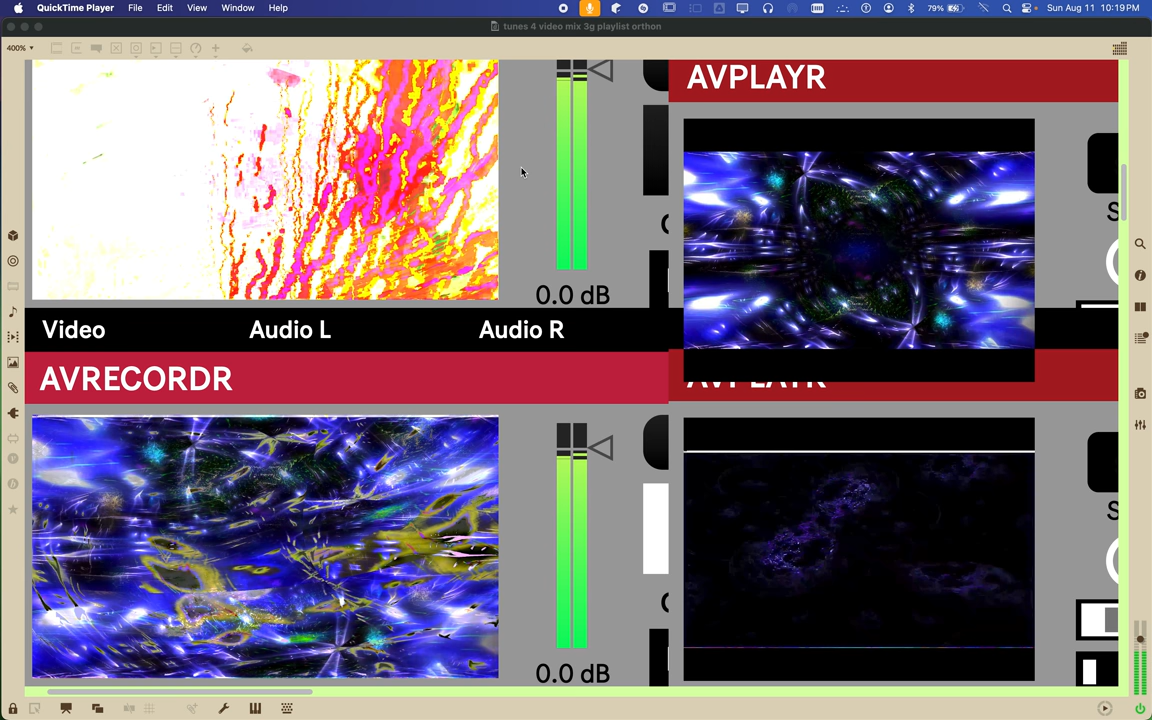 QuickTime Player File Edit View Window Help
79% Sun Aug 11 10:19 PM
tunes 4 video mix 3g playlist orthon
400%
AVPLAYR
S
0.0 dB
Video Audio L Audio R
AVRECORDR
S
0.0 dB